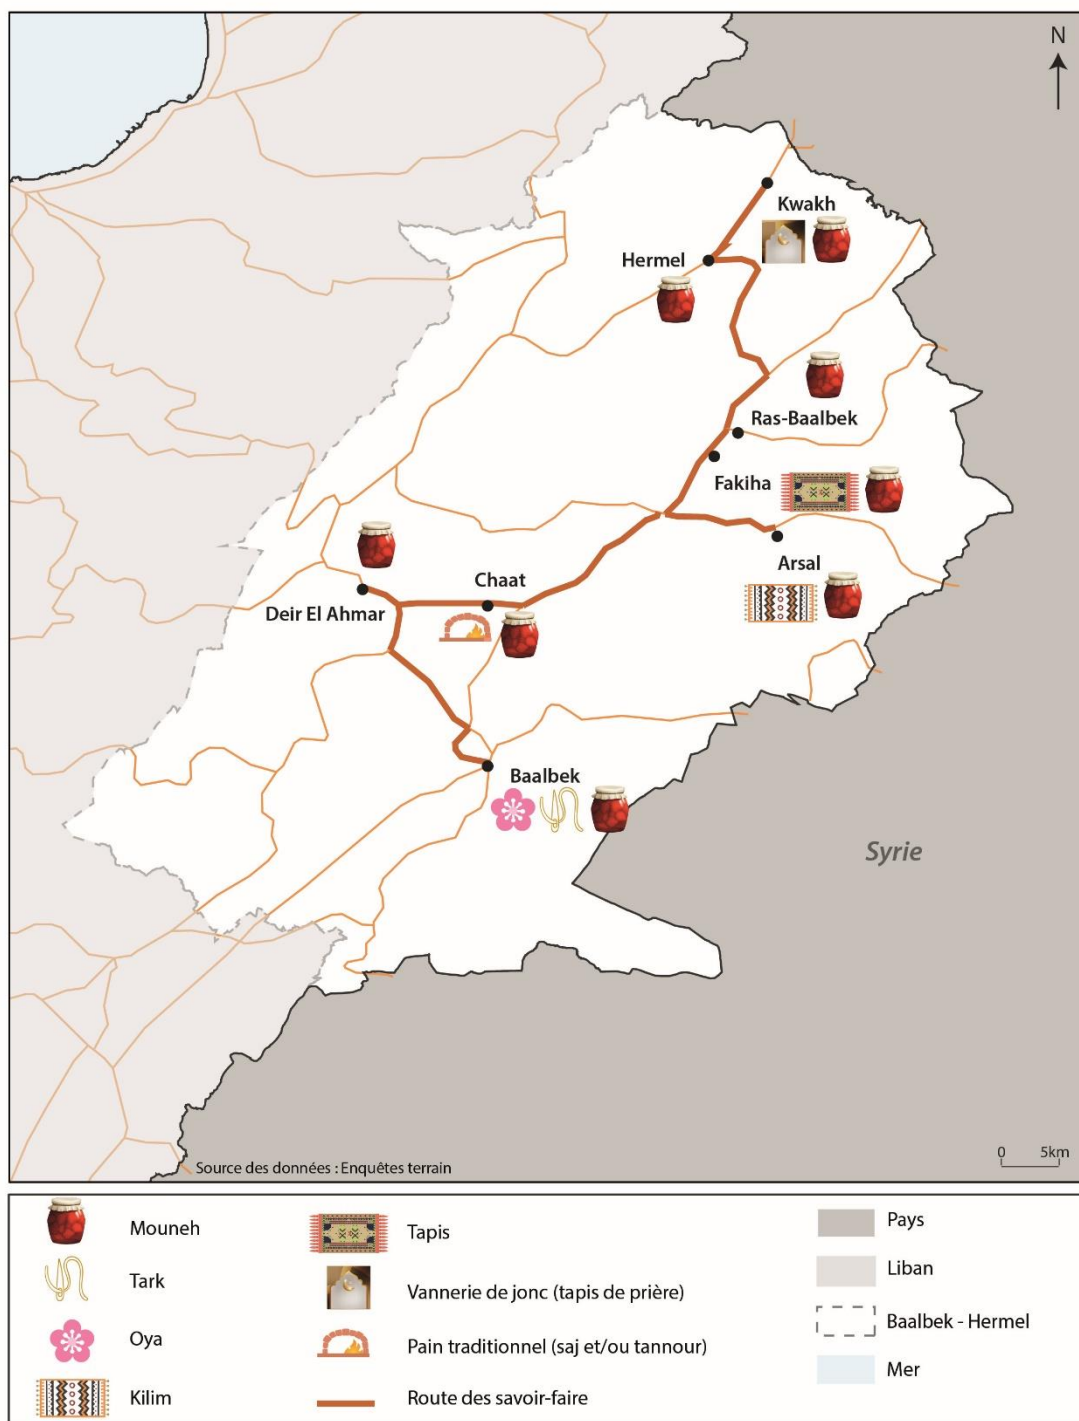 N
Kwakh
Hermel
Ras-Baalbek
Fakiha
Arsal
Chaat
Deir El Ahmar
Baalbek
Syrie
Source des données : Enquêtes terrain
0 5km
Mouneh
Tark
Oya
Kilim
Tapis
Vannerie de jonc (tapis de prière)
Pain traditionnel (saj et/ou tannour)
Route des savoir-faire
Pays
Liban
Baalbek - Hermel
Mer